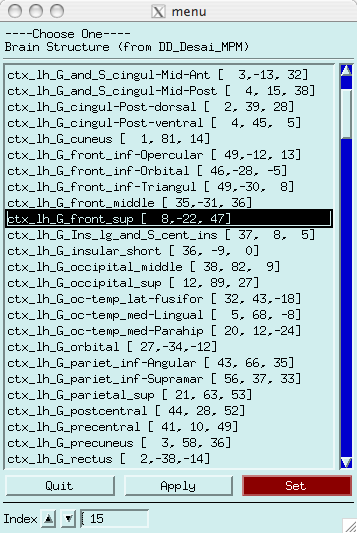 menu
----Choose One----
Brain Structure (from DD_Desai_MPM)
ctx_lh_G_and_S_cingul-Mid-Ant [  3,-13, 32]
ctx_lh_G_and_S_cingul-Mid-Post [  4, 15, 38]
ctx_lh_G_cingul-Post-dorsal [  2, 39, 28]
ctx_lh_G_cingul-Post-ventral [  4, 45,  5]
ctx_lh_G_cuneus [  1, 81, 14]
ctx_lh_G_front_inf-Opercular [ 49,-12, 13]
ctx_lh_G_front_inf-Orbital [ 46,-28, -5]
ctx_lh_G_front_inf-Triangul [ 49,-30,  8]
ctx_lh_G_front_middle [ 35,-31, 36]
ctx_lh_G_front_sup [  8,-22, 47]
ctx_lh_G_Ins_lg_and_S_cent_ins [ 37,  8,  5]
ctx_lh_G_insular_short [ 36, -9,  0]
ctx_lh_G_occipital_middle [ 38, 82,  9]
ctx_lh_G_occipital_sup [ 12, 89, 27]
ctx_lh_G_oc-temp_lat-fusifor [ 32, 43,-18]
ctx_lh_G_oc-temp_med-Lingual [  5, 68, -8]
ctx_lh_G_oc-temp_med-Parahip [ 20, 12,-24]
ctx_lh_G_orbital [ 27,-34,-12]
ctx_lh_G_pariet_inf-Angular [ 43, 66, 35]
ctx_lh_G_pariet_inf-Supramar [ 56, 37, 33]
ctx_lh_G_parietal_sup [ 21, 63, 53]
ctx_lh_G_postcentral [ 44, 28, 52]
ctx_lh_G_precentral [ 41, 10, 49]
ctx_lh_G_precuneus [  3, 58, 36]
ctx_lh_G_rectus [  2,-38,-14]
Quit Apply Set
Index [ 15